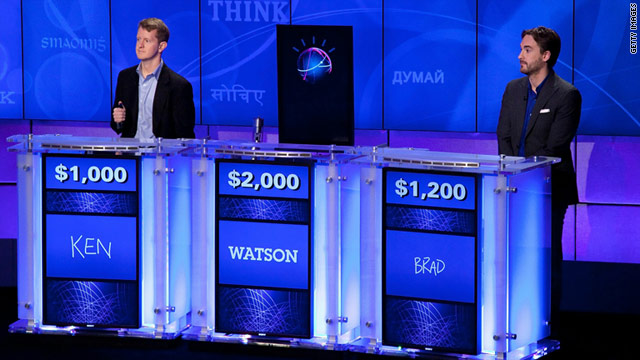 THINK
सोचिए
ДУМАЙ
$1,000
$2,000
$1,200
KEN
WATSON
BRAD
GETTY IMAGES